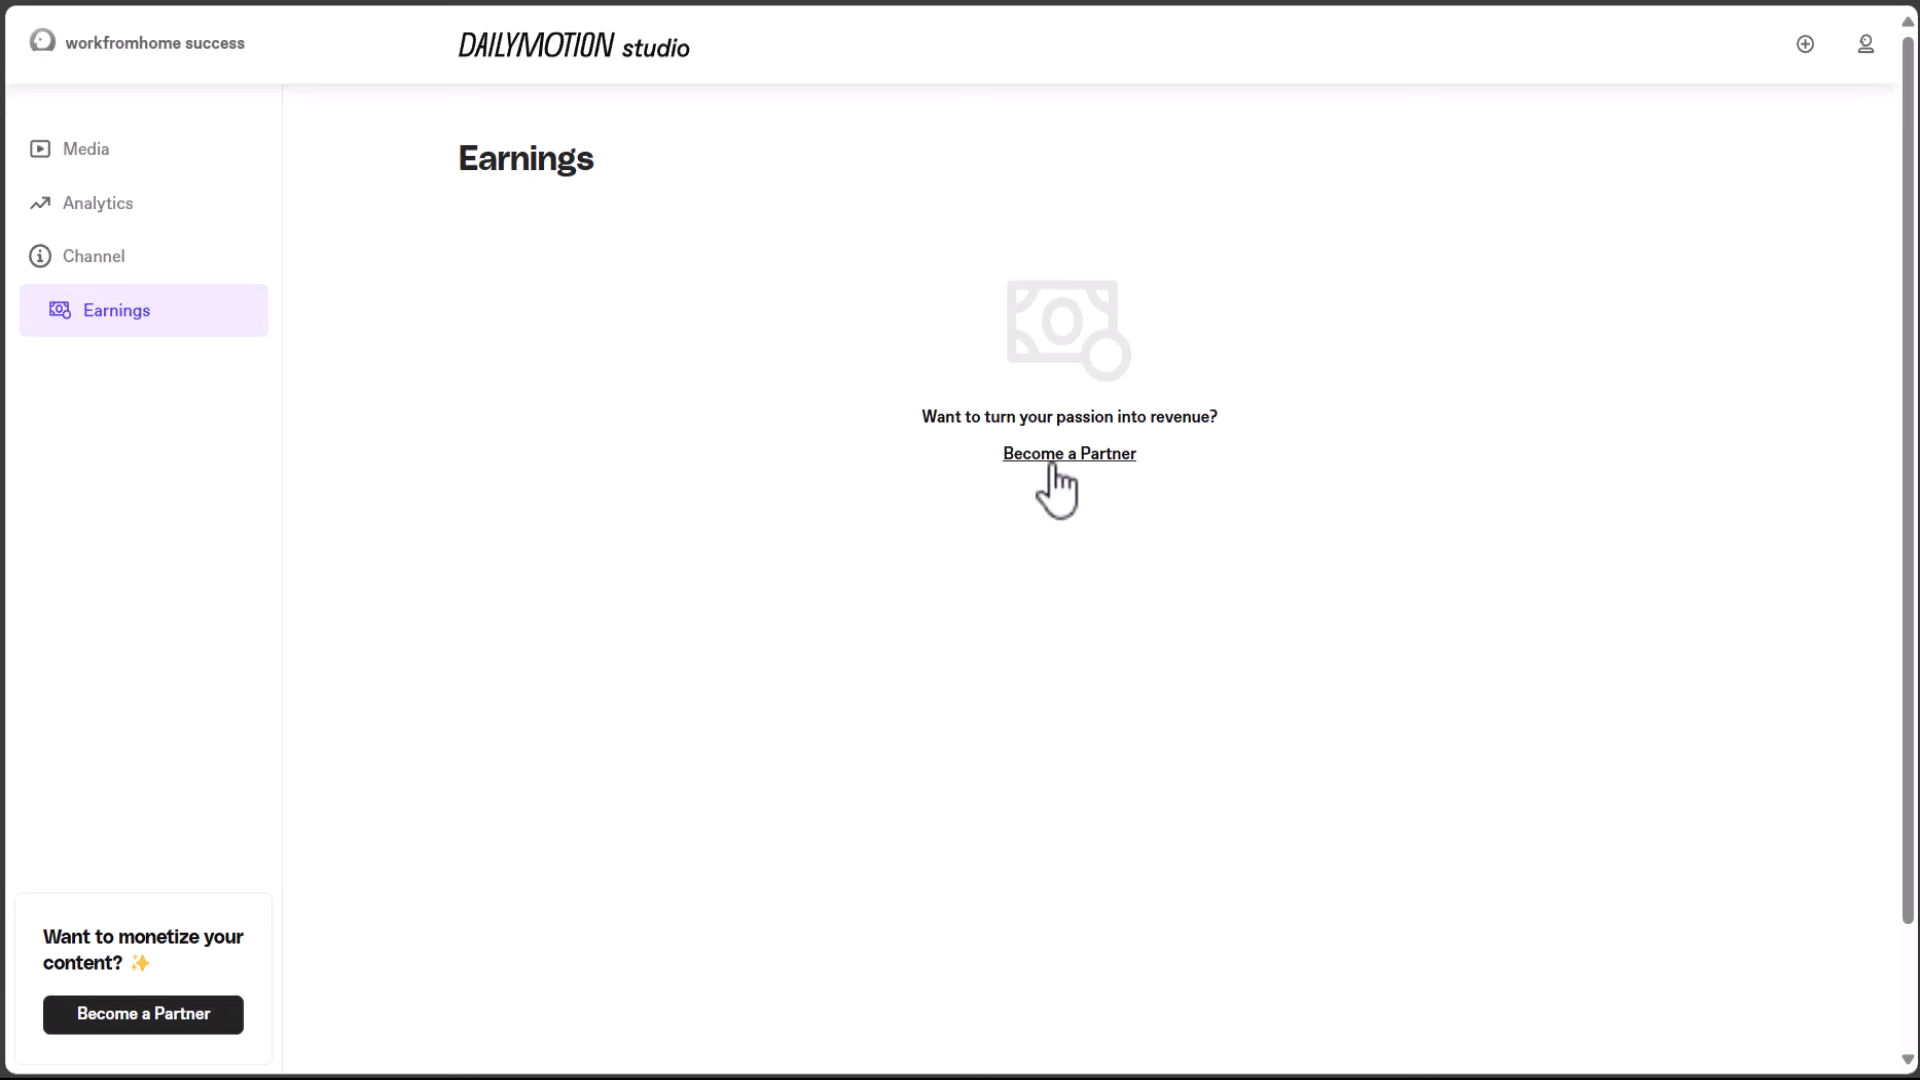 workfromhome success
DAILYMOTION studio
Media
Analytics
Channel
Earnings
Earnings
Want to turn your passion into revenue?
Become a Partner
Want to monetize your
content? ✨
Become a Partner